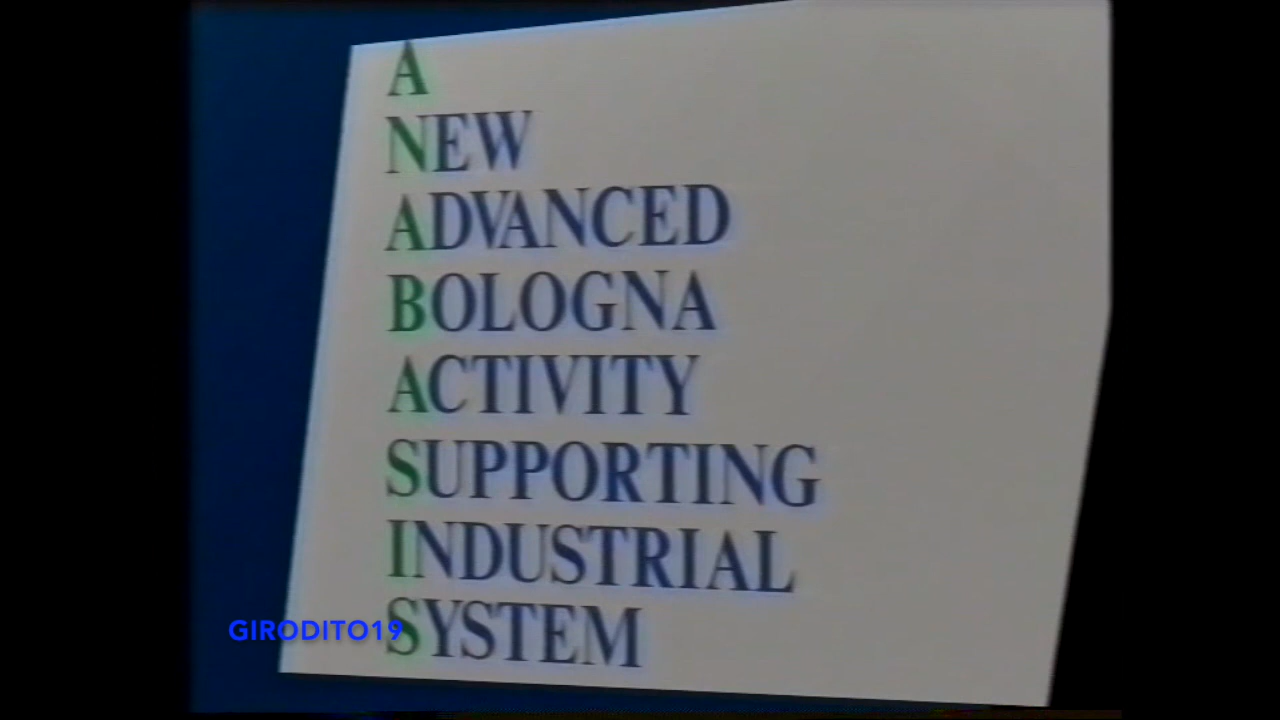 A
NEW
ADVANCED
BOLOGNA
ACTIVITY
SUPPORTING
INDUSTRIAL
SYSTEM
GIRODITO19